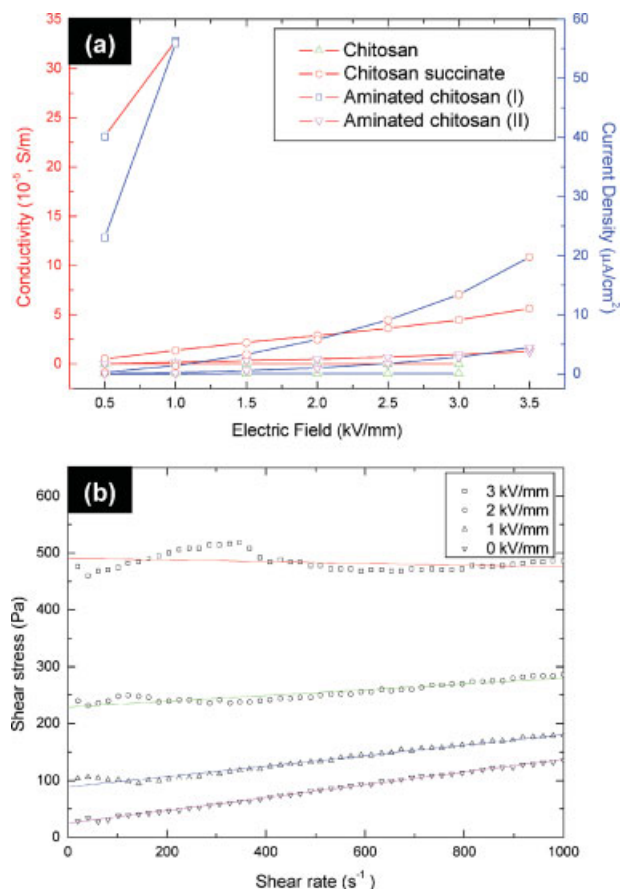 (a)
Chitosan
Chitosan succinate
Aminated chitosan (I)
Aminated chitosan (II)
Conductivity (10⁻⁵, S/m)
35
30
25
20
15
10
5
0
Current Density (μA/cm²)
60
50
40
30
20
10
0
0.5 1.0 1.5 2.0 2.5 3.0 3.5
Electric Field (kV/mm)
(b)
3 kV/mm
2 kV/mm
1 kV/mm
0 kV/mm
Shear stress (Pa)
600
500
400
300
200
100
0
0 200 400 600 800 1000
Shear rate (s⁻¹)